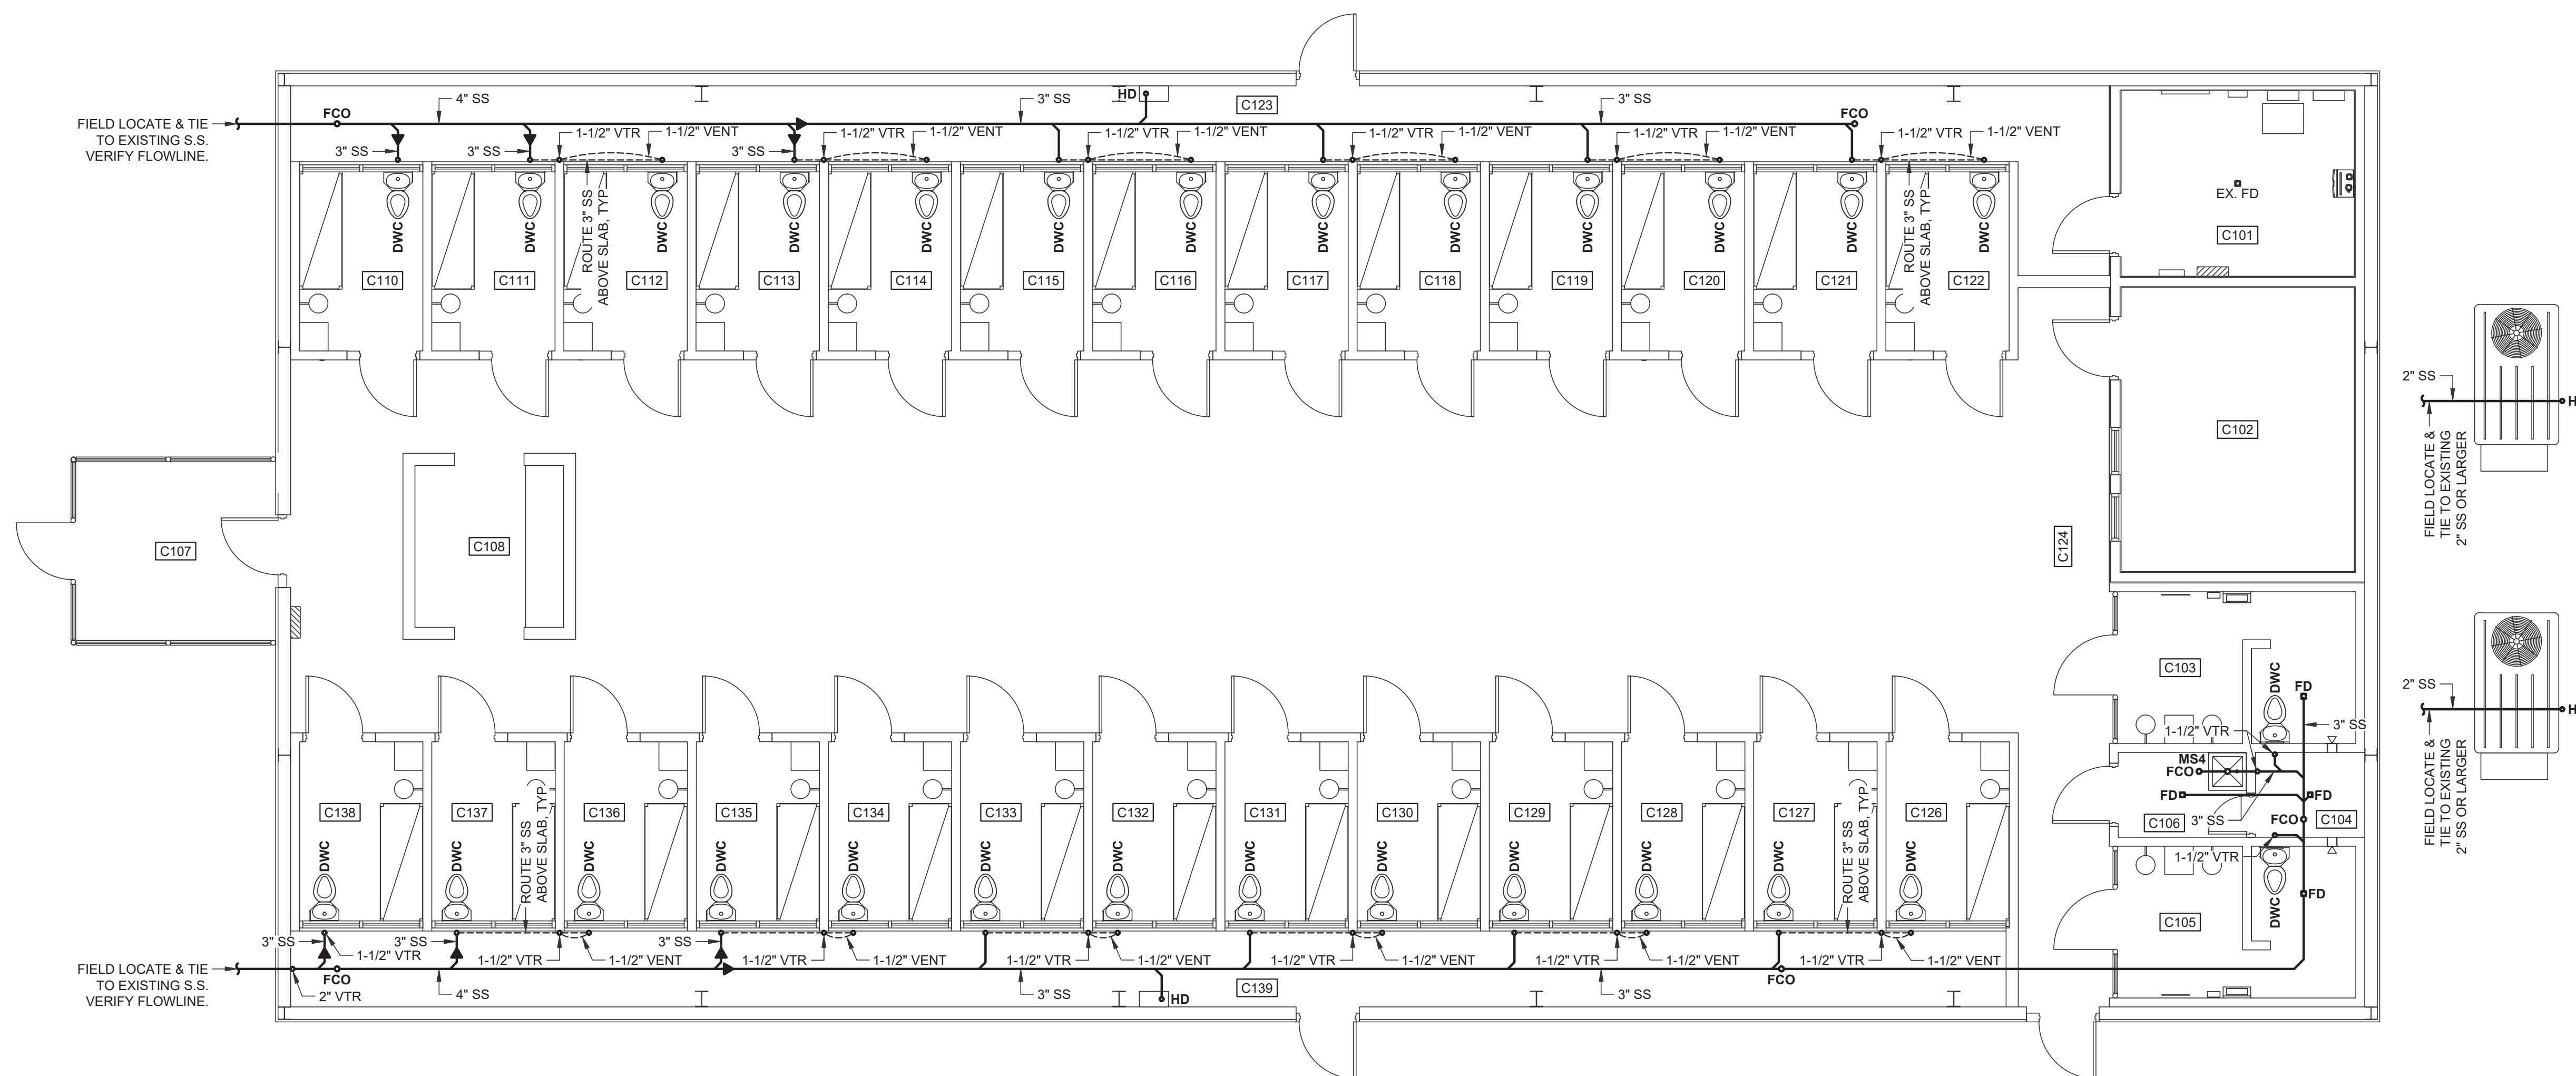 4" SS
HD
C123
3" SS
3" SS
FCO
FCO
FIELD LOCATE & TIE
TO EXISTING S.S.
VERIFY FLOWLINE.
1-1/2" VTR
1-1/2" VENT
1-1/2" VTR
1-1/2" VENT
1-1/2" VTR
1-1/2" VENT
1-1/2" VTR
1-1/2" VENT
1-1/2" VTR
1-1/2" VENT
1-1/2" VTR
1-1/2" VENT
3" SS
3" SS
3" SS
DWC
DWC
ROUTE 3" SS
ABOVE SLAB, TYP.
DWC
DWC
DWC
DWC
DWC
DWC
DWC
DWC
DWC
DWC
ROUTE 3" SS
ABOVE SLAB, TYP.
DWC
EX. FD
C101
C110
C111
C112
C113
C114
C115
C116
C117
C118
C119
C120
C121
C122
2" SS
FIELD LOCATE &
TIE TO EXISTING
2" SS OR LARGER
C102
C107
C108
C124
C103
DWC
FD
2" SS
FIELD LOCATE &
TIE TO EXISTING
2" SS OR LARGER
3" SS
1-1/2" VTR
MS4
FCO
FD
FD
C106
3" SS
FCO
C104
1-1/2" VTR
FD
DWC
C105
C138
C137
C136
C135
C134
C133
C132
C131
C130
C129
C128
C127
C126
DWC
DWC
ROUTE 3" SS
ABOVE SLAB, TYP.
DWC
DWC
DWC
DWC
DWC
DWC
DWC
DWC
DWC
DWC
ROUTE 3" SS
ABOVE SLAB, TYP.
DWC
3" SS
3" SS
3" SS
1-1/2" VTR
1-1/2" VTR
1-1/2" VENT
1-1/2" VTR
1-1/2" VENT
1-1/2" VTR
1-1/2" VENT
1-1/2" VTR
1-1/2" VENT
1-1/2" VTR
1-1/2" VENT
1-1/2" VTR
1-1/2" VENT
FIELD LOCATE & TIE
TO EXISTING S.S.
VERIFY FLOWLINE.
FCO
2" VTR
4" SS
3" SS
HD
C139
3" SS
FCO